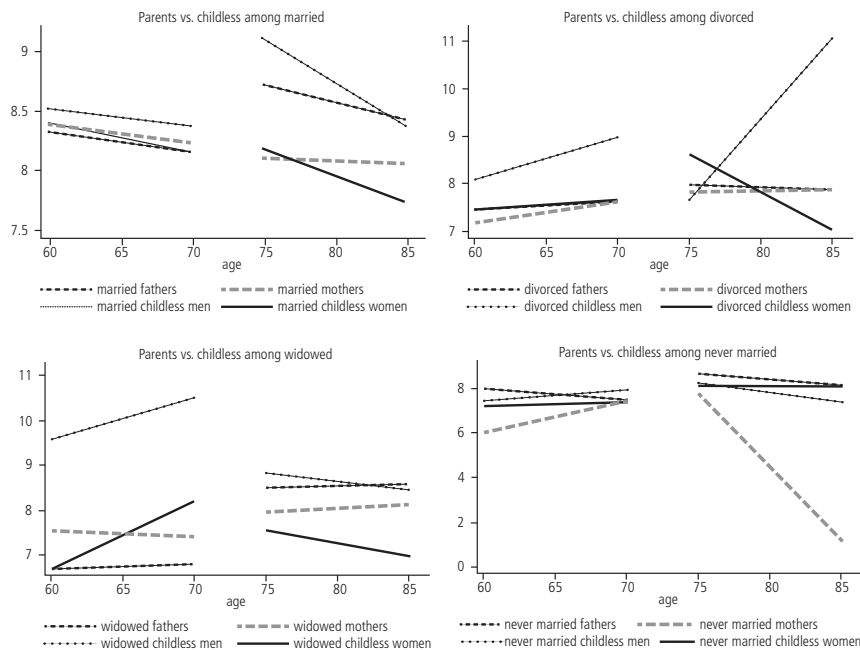 Parents vs. childless among married
9
8.5
8
7.5
60 65 70 75 80 85
age
married fathers married mothers
married childless men married childless women
Parents vs. childless among divorced
11
9
8
7
60 65 70 75 80 85
age
divorced fathers divorced mothers
divorced childless men divorced childless women
Parents vs. childless among widowed
11
10
9
8
7
60 65 70 75 80 85
age
widowed fathers widowed mothers
widowed childless men widowed childless women
Parents vs. childless among never married
8
6
4
2
0
60 65 70 75 80 85
age
never married fathers never married mothers
never married childless men never married childless women